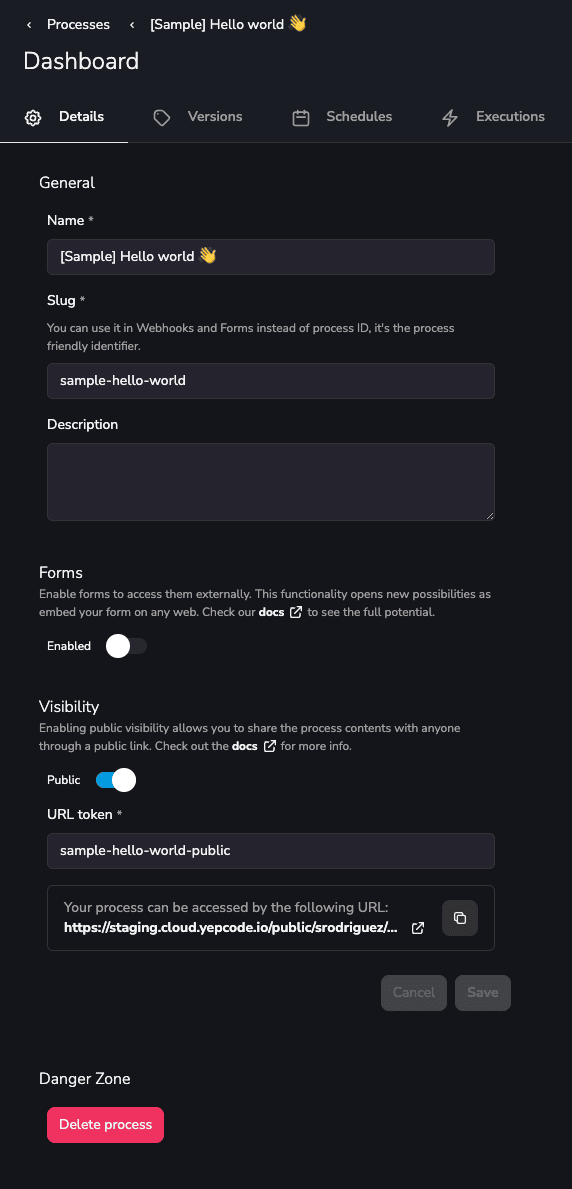 ‹ Processes ‹ [Sample] Hello world 👋
Dashboard
Details Versions Schedules Executions
General
Name *
[Sample] Hello world 👋
Slug *
You can use it in Webhooks and Forms instead of process ID, it's the process
friendly identifier.
sample-hello-world
Description
Forms
Enable forms to access them externally. This functionality opens new possibilities as
embed your form on any web. Check our docs to see the full potential.
Enabled
Visibility
Enabling public visibility allows you to share the process contents with anyone
through a public link. Check out the docs for more info.
Public
URL token *
sample-hello-world-public
Your process can be accessed by the following URL:
https://staging.cloud.yepcode.io/public/srodriguez/...
Cancel Save
Danger Zone
Delete process